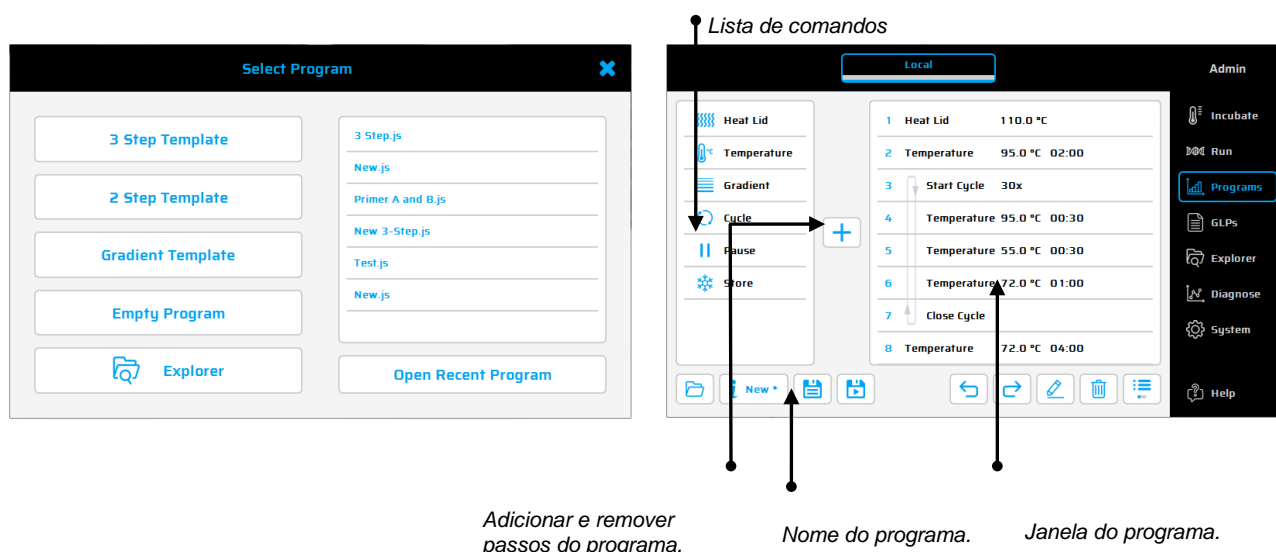 Lista de comandos
Select Program
3 Step Template
2 Step Template
Gradient Template
Empty Program
Explorer
3 Step.js
New.js
Primer A and B.js
New 3-Step.js
Test.js
New.js
Open Recent Program
Local
Admin
Heat Lid
Temperature
Gradient
Cycle
Pause
Store
1 Heat Lid 110.0 °C
2 Temperature 95.0 °C 02:00
3 Start Cycle 30x
4 Temperature 95.0 °C 00:30
5 Temperature 55.0 °C 00:30
6 Temperature 72.0 °C 01:00
7 Close Cycle
8 Temperature 72.0 °C 04:00
New *
Incubate
Run
Programs
GLPs
Explorer
Diagnose
System
Help
Adicionar e remover
passos do programa.
Nome do programa.
Janela do programa.